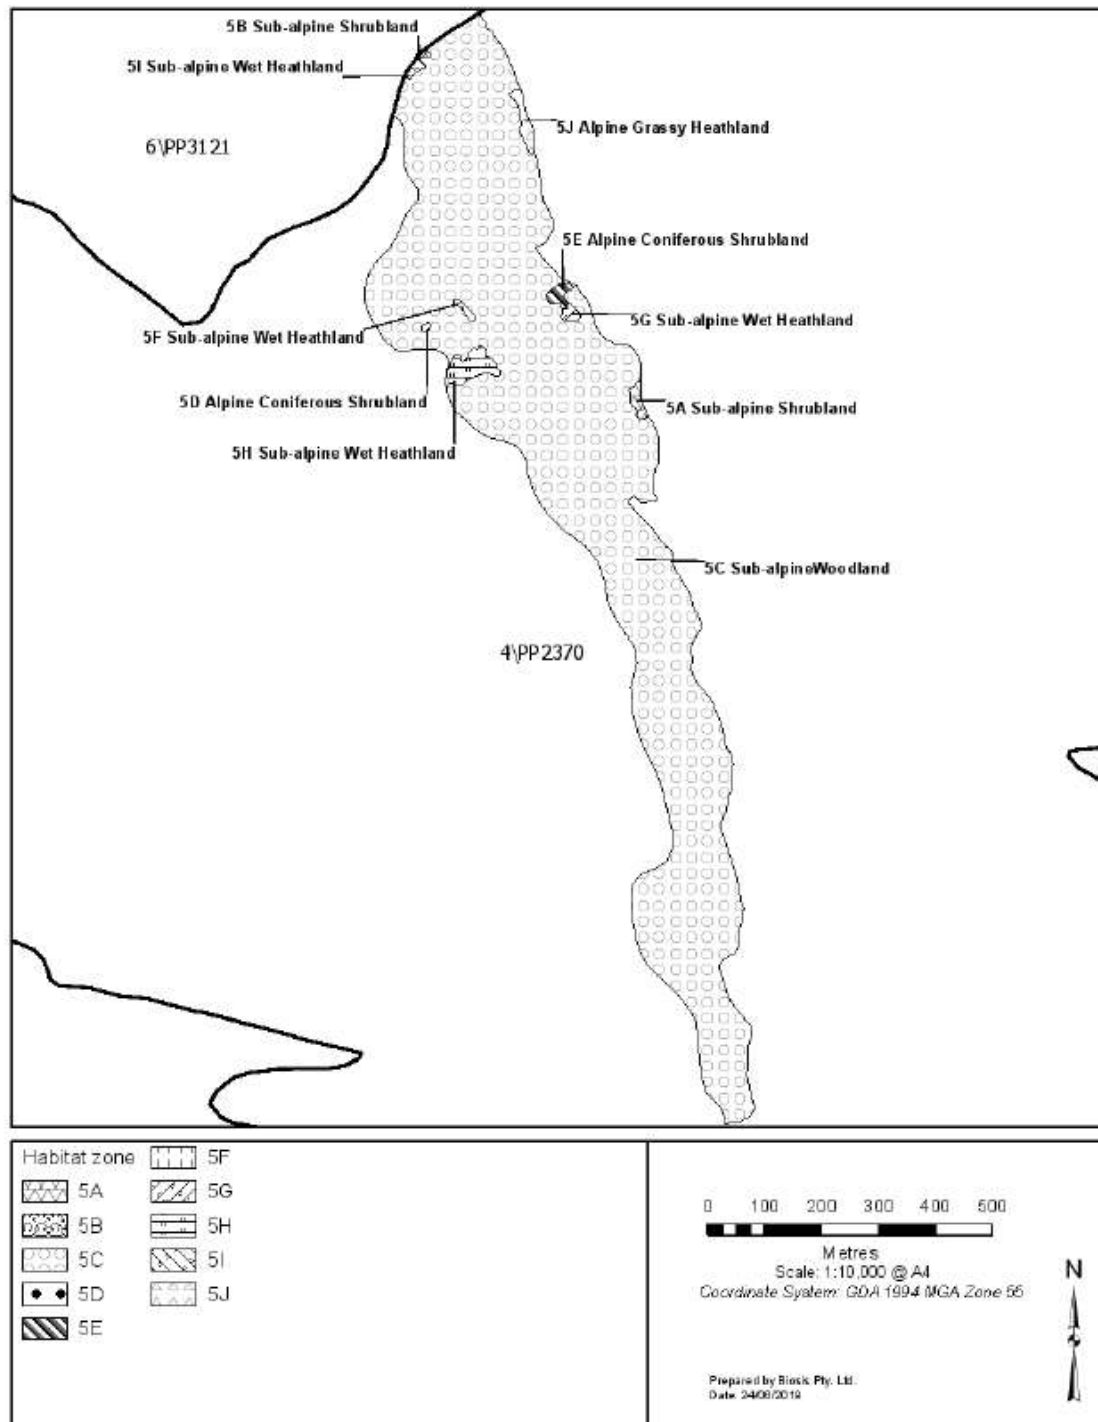 5B Sub-alpine Shrubland
5I Sub-alpine Wet Heathland
5J Alpine Grassy Heathland
6\PP3121
5E Alpine Coniferous Shrubland
5G Sub-alpine Wet Heathland
5F Sub-alpine Wet Heathland
5D Alpine Coniferous Shrubland
5A Sub-alpine Shrubland
5H Sub-alpine Wet Heathland
5C Sub-alpineWoodland
4\PP2370
Habitat zone
5A
5B
5C
5D
5E
5F
5G
5H
5I
5J
0 100 200 300 400 500
Metres
Scale: 1:10,000 @ A4
Coordinate System: GDA 1994 MGA Zone 55
N
Prepared by Biosis Pty. Ltd.
Date: 24/06/2019